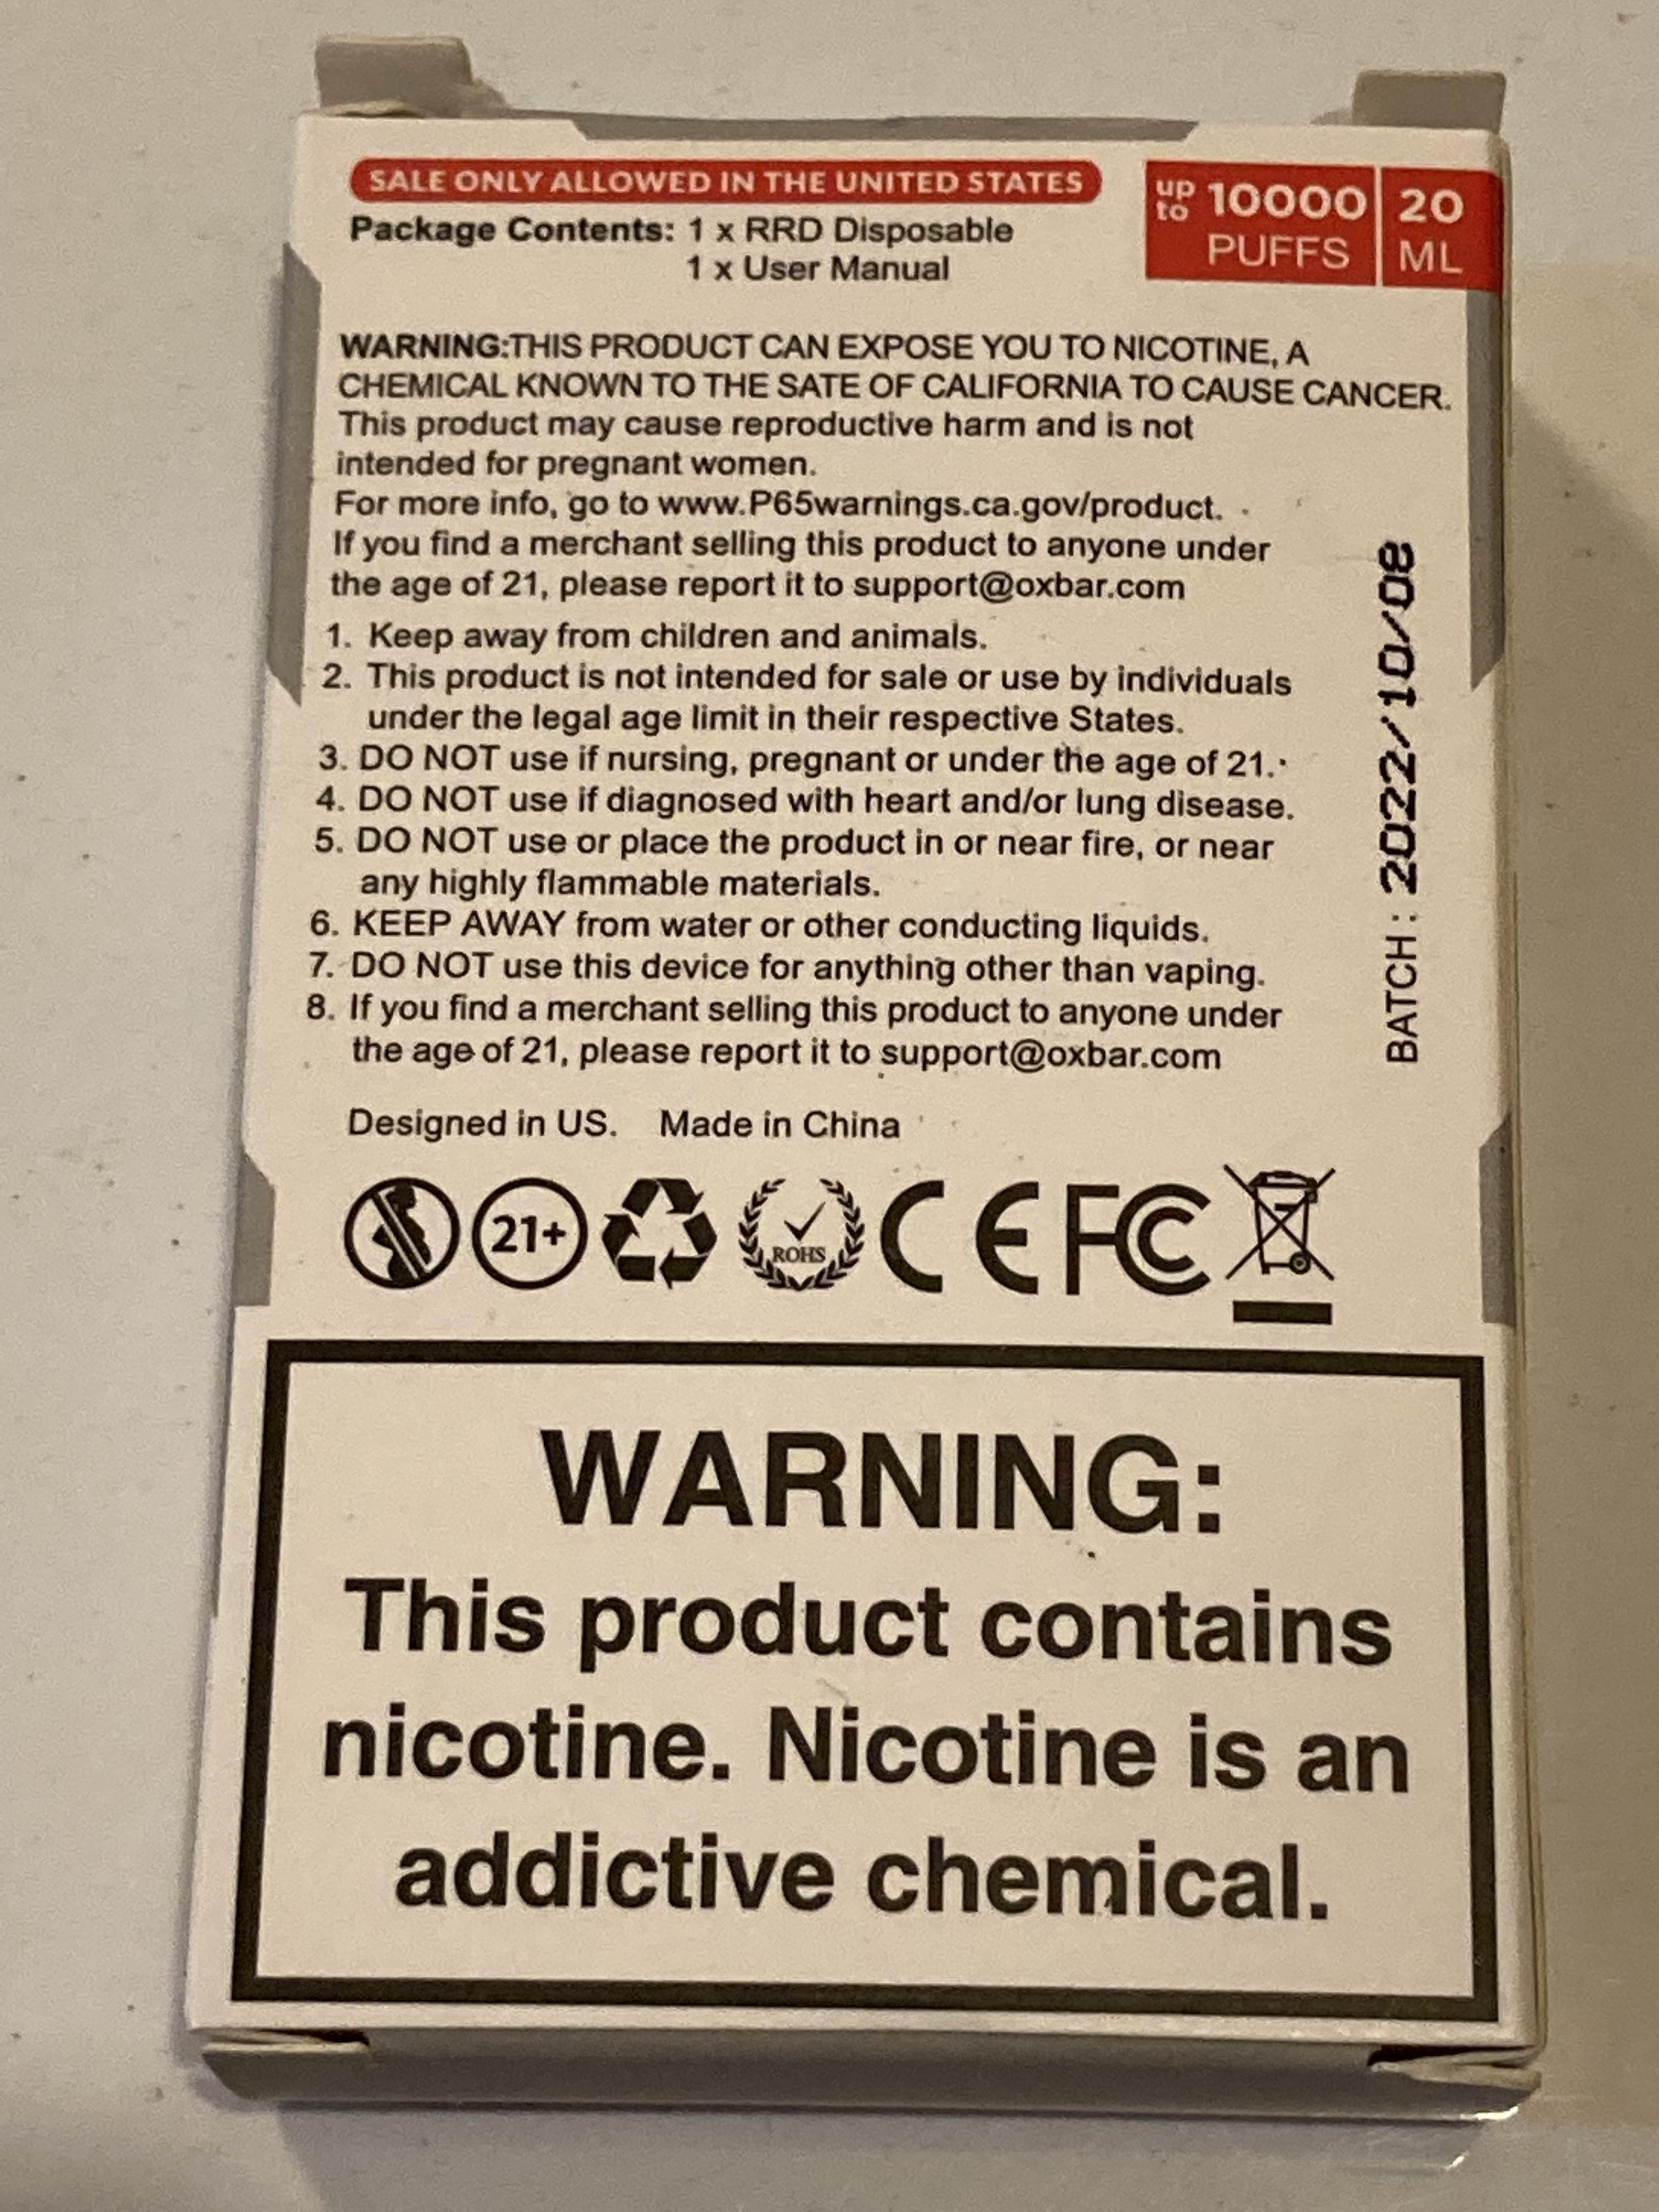 SALE ONLY ALLOWED IN THE UNITED STATES
Package Contents: 1 x RRD Disposable
1 x User Manual
up to 10000 PUFFS
20 ML
WARNING:THIS PRODUCT CAN EXPOSE YOU TO NICOTINE, A
CHEMICAL KNOWN TO THE SATE OF CALIFORNIA TO CAUSE CANCER.
This product may cause reproductive harm and is not
intended for pregnant women.
For more info, go to www.P65warnings.ca.gov/product.
If you find a merchant selling this product to anyone under
the age of 21, please report it to support@oxbar.com
1. Keep away from children and animals.
2. This product is not intended for sale or use by individuals
under the legal age limit in their respective States.
3. DO NOT use if nursing, pregnant or under the age of 21.
4. DO NOT use if diagnosed with heart and/or lung disease.
5. DO NOT use or place the product in or near fire, or near
any highly flammable materials.
6. KEEP AWAY from water or other conducting liquids.
7. DO NOT use this device for anything other than vaping.
8. If you find a merchant selling this product to anyone under
the age of 21, please report it to support@oxbar.com
BATCH : 2022/10/08
Designed in US. Made in China
21+ ROHS CE FC
WARNING:
This product contains
nicotine. Nicotine is an
addictive chemical.